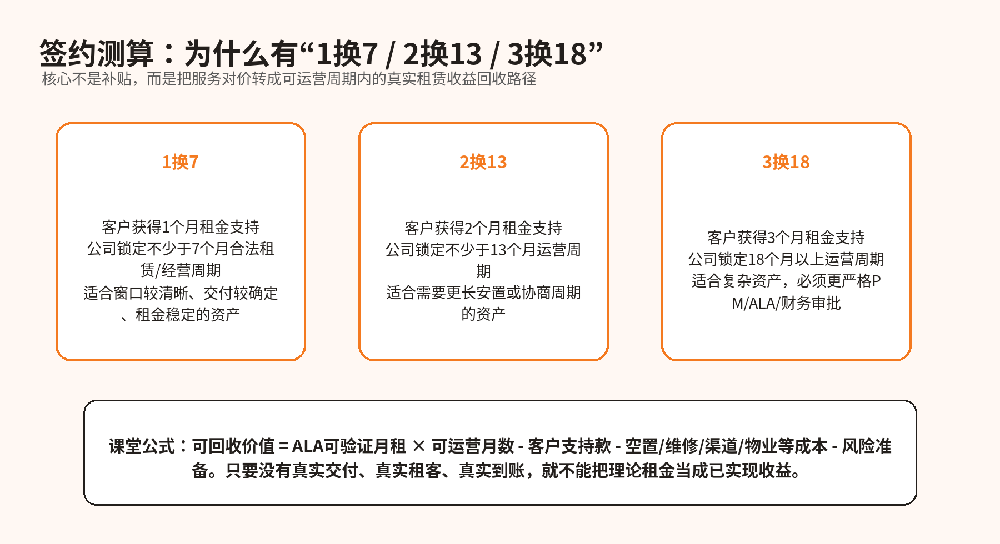 签约测算：为什么有“1换7 / 2换13 / 3换18”
核心不是补贴，而是把服务对价转成可运营周期内的真实租赁收益回收路径
1换7
客户获得1个月租金支持
公司锁定不少于7个月合法租
赁/经营周期
适合窗口较清晰、交付较确定
、租金稳定的资产
2换13
客户获得2个月租金支持
公司锁定不少于13个月运营周
期
适合需要更长安置或协商周期
的资产
3换18
客户获得3个月租金支持
公司锁定18个月以上运营周期
适合复杂资产，必须更严格P
M/ALA/财务审批
课堂公式：可回收价值 = ALA可验证月租 × 可运营月数 - 客户支持款 - 空置/维修/渠道/物业等成本 - 风险准
备。只要没有真实交付、真实租客、真实到账，就不能把理论租金当成已实现收益。